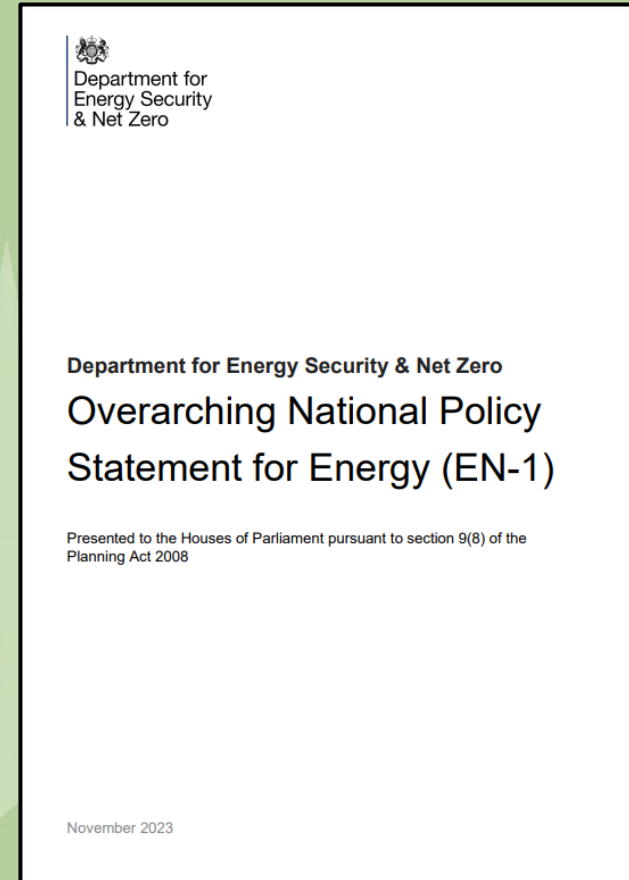 Department for
Energy Security
& Net Zero
Department for Energy Security & Net Zero
Overarching National Policy
Statement for Energy (EN-1)
Presented to the Houses of Parliament pursuant to section 9(8) of the
Planning Act 2008
November 2023